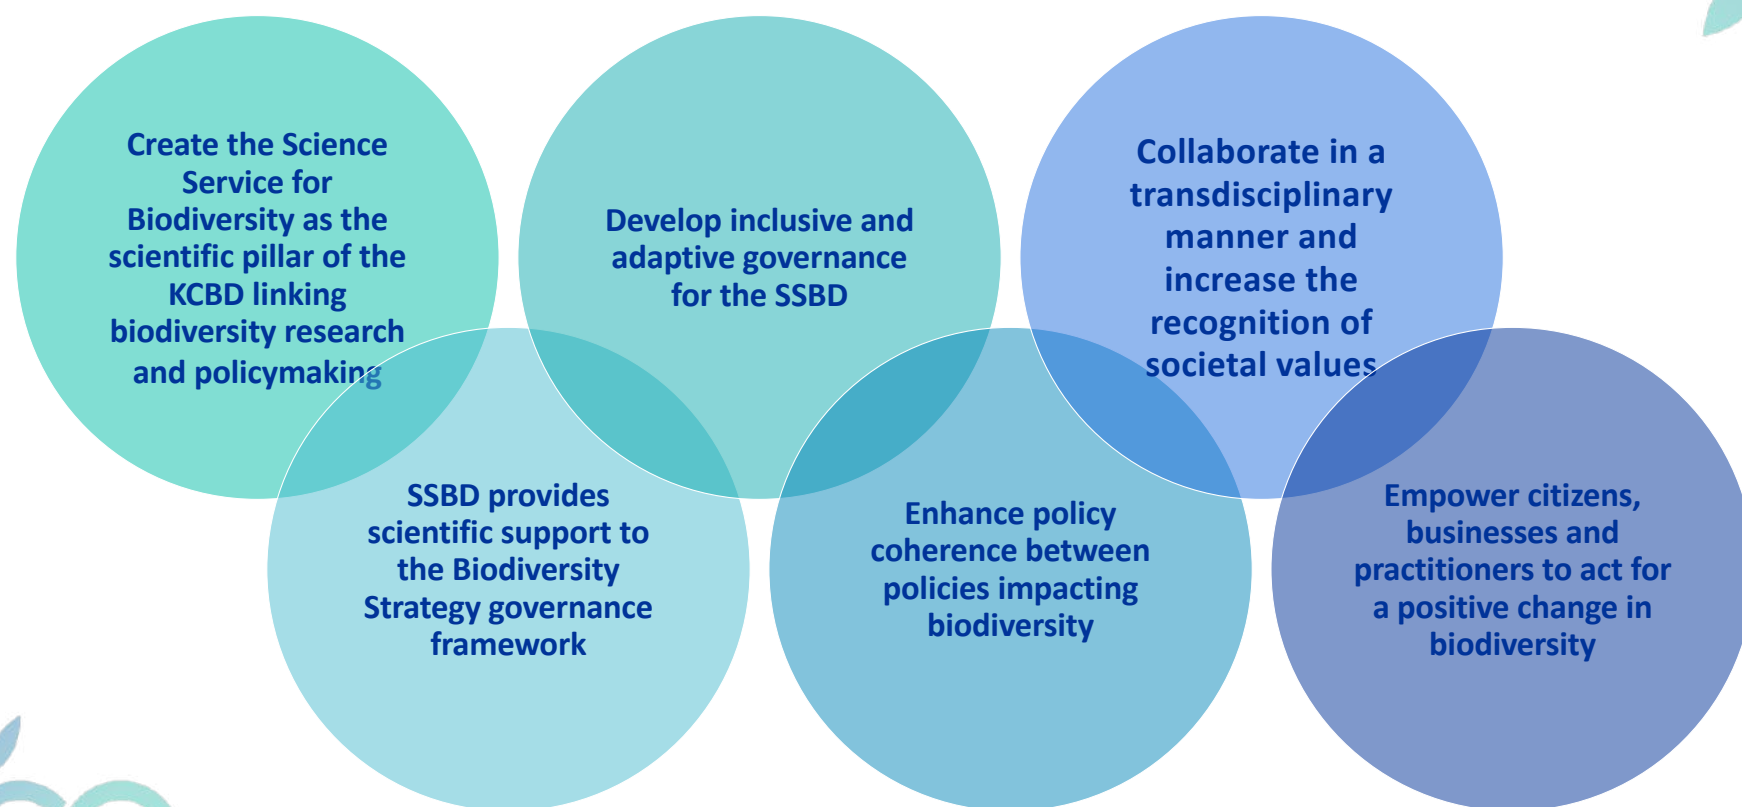 Create the Science
Service for
Biodiversity as the
scientific pillar of the
KCBD linking
biodiversity research
and policymaking
SSBD provides
scientific support to
the Biodiversity
Strategy governance
framework
Develop inclusive and
adaptive governance
for the SSBD
Enhance policy
coherence between
policies impacting
biodiversity
Collaborate in a
transdisciplinary
manner and
increase the
recognition of
societal values
Empower citizens,
businesses and
practitioners to act for
a positive change in
biodiversity